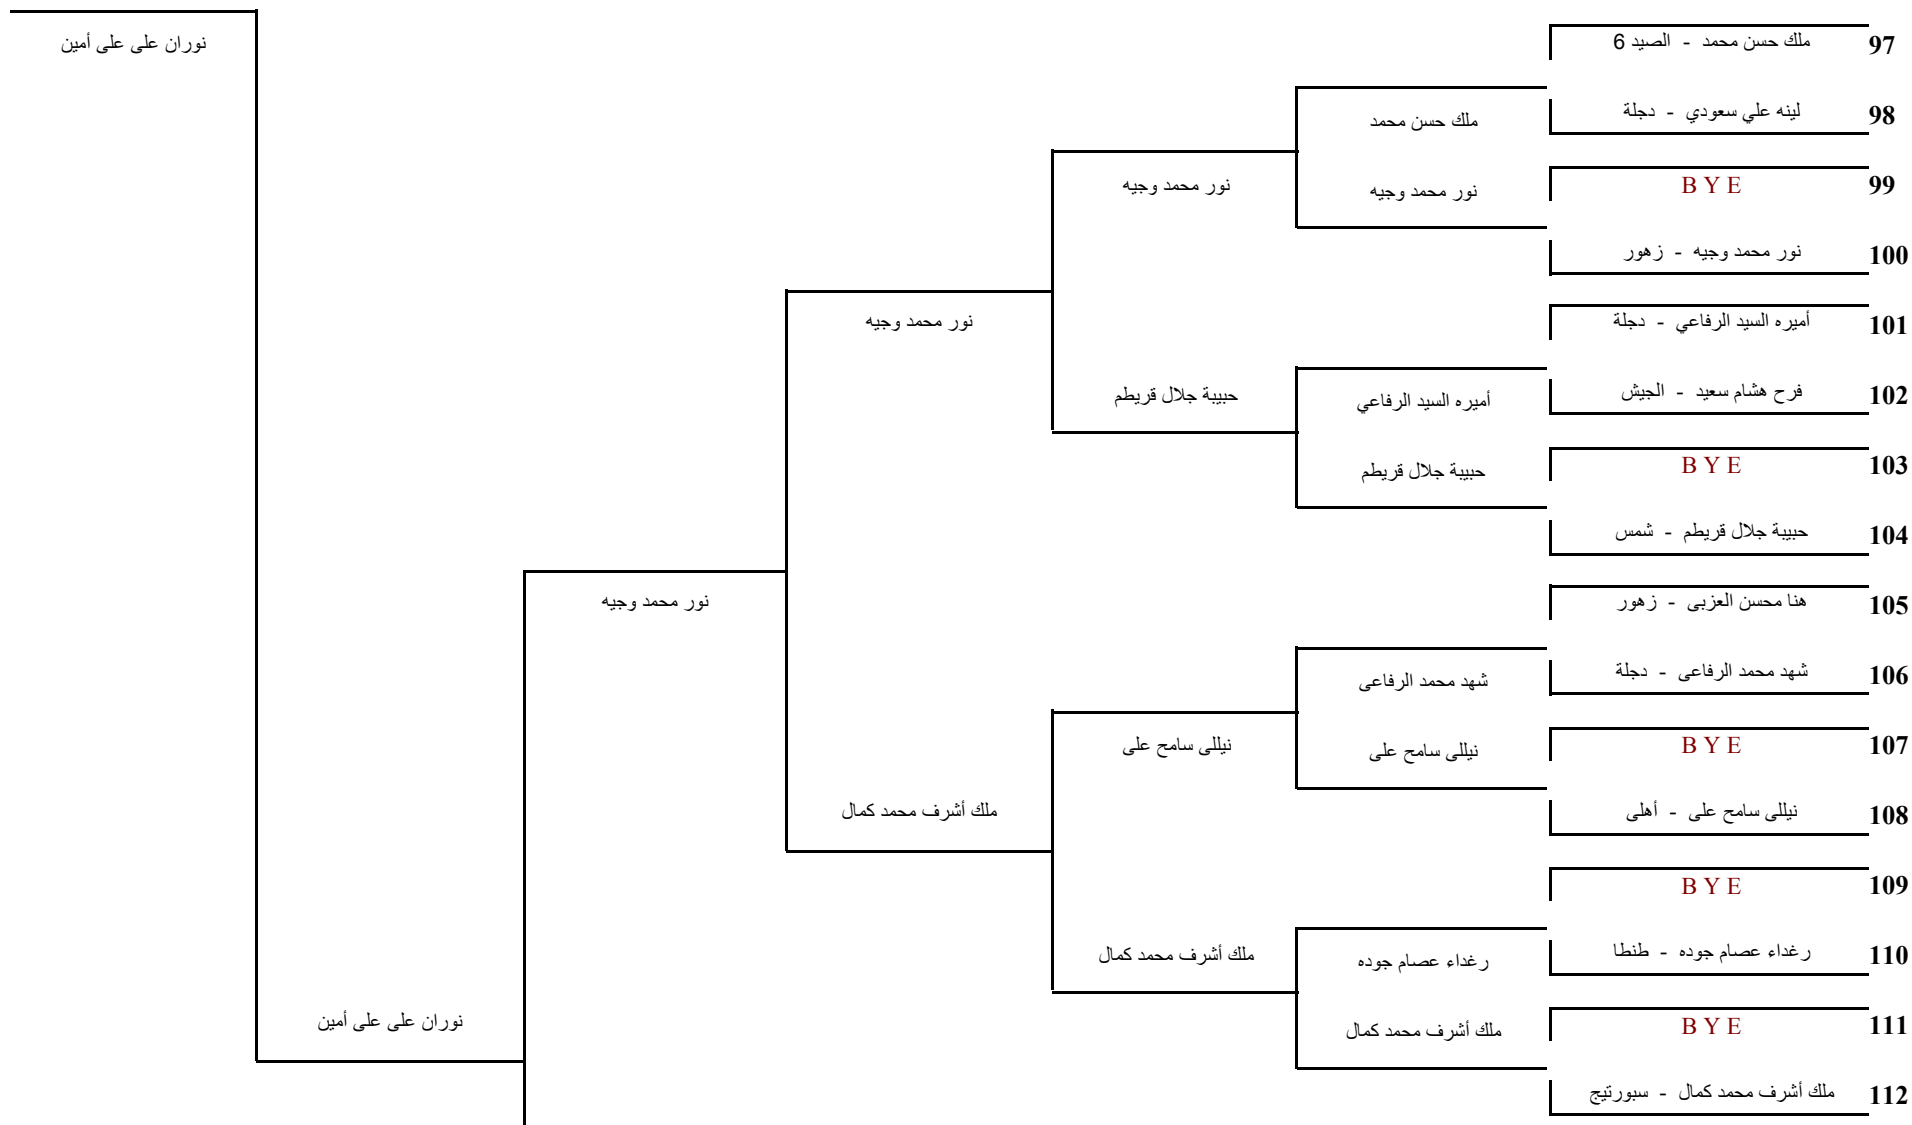 97 ملك حسن محمد - الصيد 6
98 لينه علي سعودي - دجلة
99 B Y E
100 نور محمد وجيه - زهور
101 أميره السيد الرفاعي - دجلة
102 فرح هشام سعيد - الجيش
103 B Y E
104 حبيبة جلال قريطم - شمس
105 هنا محسن العزبى - زهور
106 شهد محمد الرفاعى - دجلة
107 B Y E
108 نيللى سامح على - أهلى
109 B Y E
110 رغداء عصام جوده - طنطا
111 B Y E
112 ملك أشرف محمد كمال - سبورتيج
ملك حسن محمد
نور محمد وجيه
أميره السيد الرفاعي
حبيبة جلال قريطم
شهد محمد الرفاعى
نيللى سامح على
رغداء عصام جوده
ملك أشرف محمد كمال
نور محمد وجيه
حبيبة جلال قريطم
نيللى سامح على
ملك أشرف محمد كمال
نور محمد وجيه
ملك أشرف محمد كمال
نور محمد وجيه
نوران على على أمين
نوران على على أمين